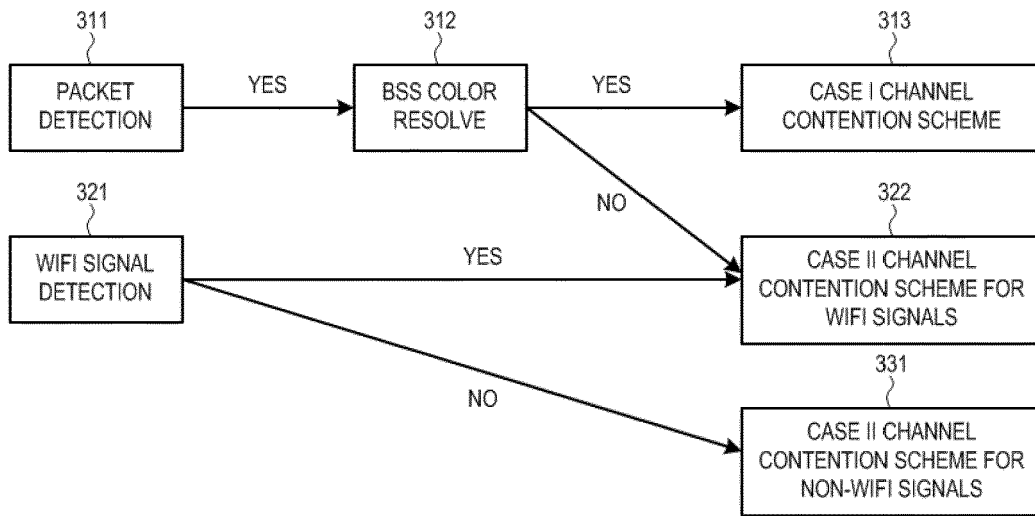 311
PACKET
DETECTION
YES
312
BSS COLOR
RESOLVE
YES
313
CASE I CHANNEL
CONTENTION SCHEME
NO
321
WIFI SIGNAL
DETECTION
YES
322
CASE II CHANNEL
CONTENTION SCHEME FOR
WIFI SIGNALS
NO
331
CASE II CHANNEL
CONTENTION SCHEME FOR
NON-WIFI SIGNALS